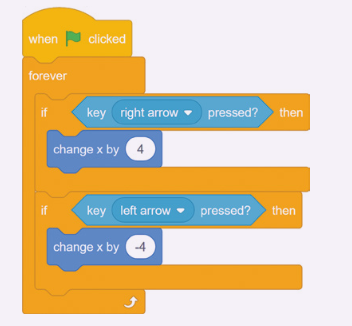 when clicked
forever
if key right arrow pressed? then
change x by 4
if key left arrow pressed? then
change x by -4